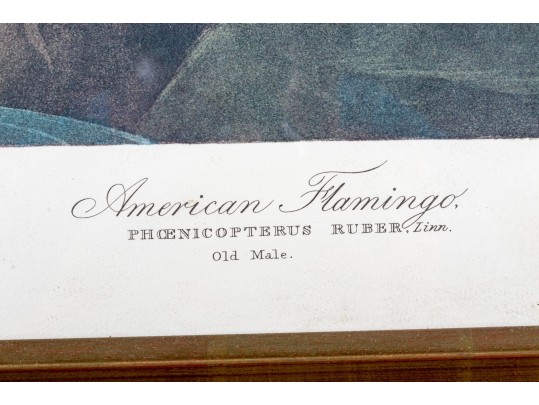 American Flamingo,
PHŒNICOPTERUS RUBER, Linn.
Old Male.